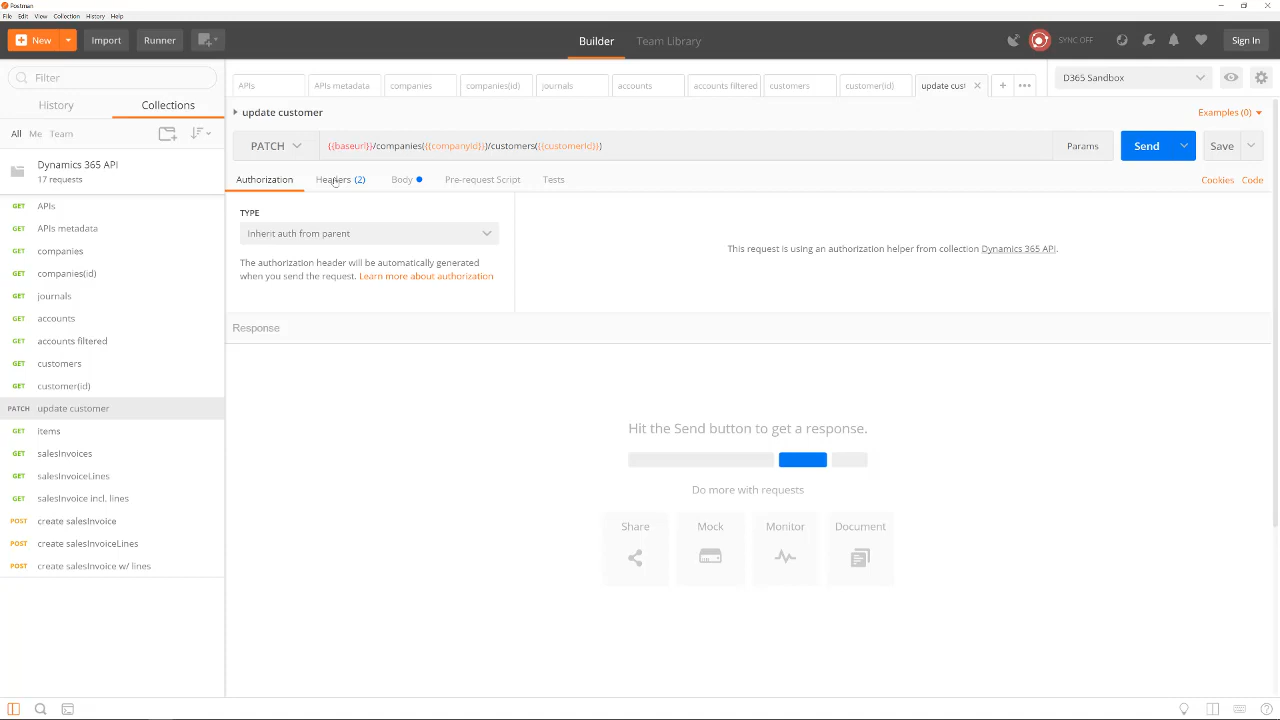 Postman
File Edit View Collection History Help
New Import Runner Builder Team Library SYNC OFF Sign In
Filter
History Collections
All Me Team
Dynamics 365 API
17 requests
GET APIs
GET APIs metadata
GET companies
GET companies(id)
GET journals
GET accounts
GET accounts filtered
GET customers
GET customer(id)
PATCH update customer
GET items
GET salesInvoices
GET salesInvoiceLines
GET salesInvoice incl. lines
POST create salesInvoice
POST create salesInvoiceLines
POST create salesInvoice w/ lines
APIs APIs metadata companies companies(id) journals accounts accounts filtered customers customer(id) update cust
D365 Sandbox
update customer
Examples (0)
PATCH {{baseurl}}/companies({{companyId}})/customers({{customerId}}) Params Send Save
Authorization Headers (2) Body Pre-request Script Tests Cookies Code
TYPE
Inherit auth from parent
The authorization header will be automatically generated
when you send the request. Learn more about authorization
This request is using an authorization helper from collection Dynamics 365 API.
Response
Hit the Send button to get a response.
Do more with requests
Share Mock Monitor Document